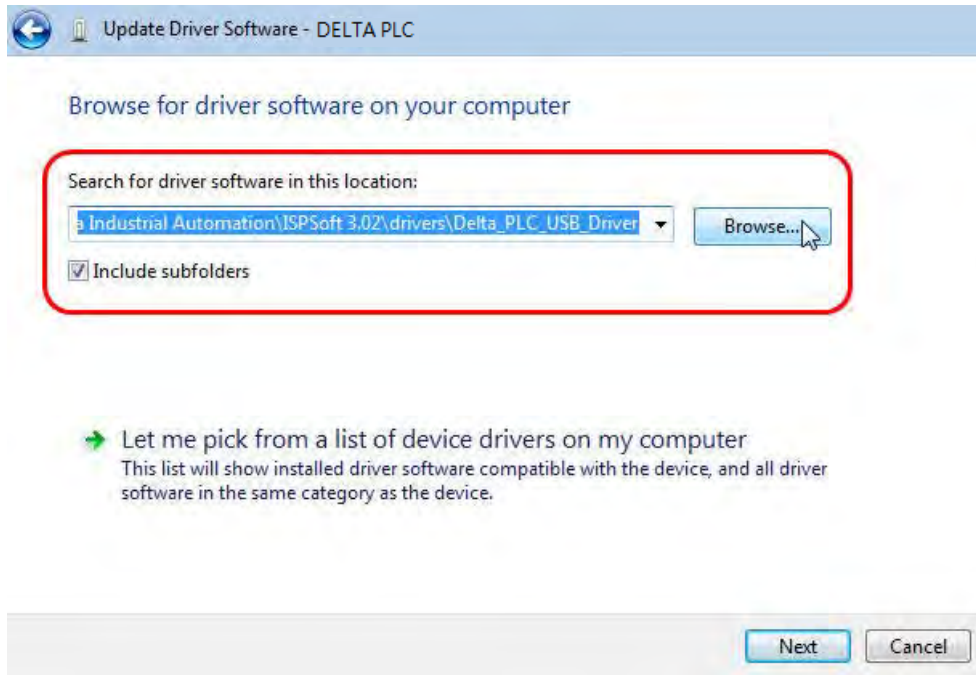 Update Driver Software - DELTA PLC
Browse for driver software on your computer
Search for driver software in this location:
a Industrial Automation\ISPSoft 3.02\drivers\Delta_PLC_USB_Driver
Browse...
Include subfolders
Let me pick from a list of device drivers on my computer
This list will show installed driver software compatible with the device, and all driver
software in the same category as the device.
Next
Cancel